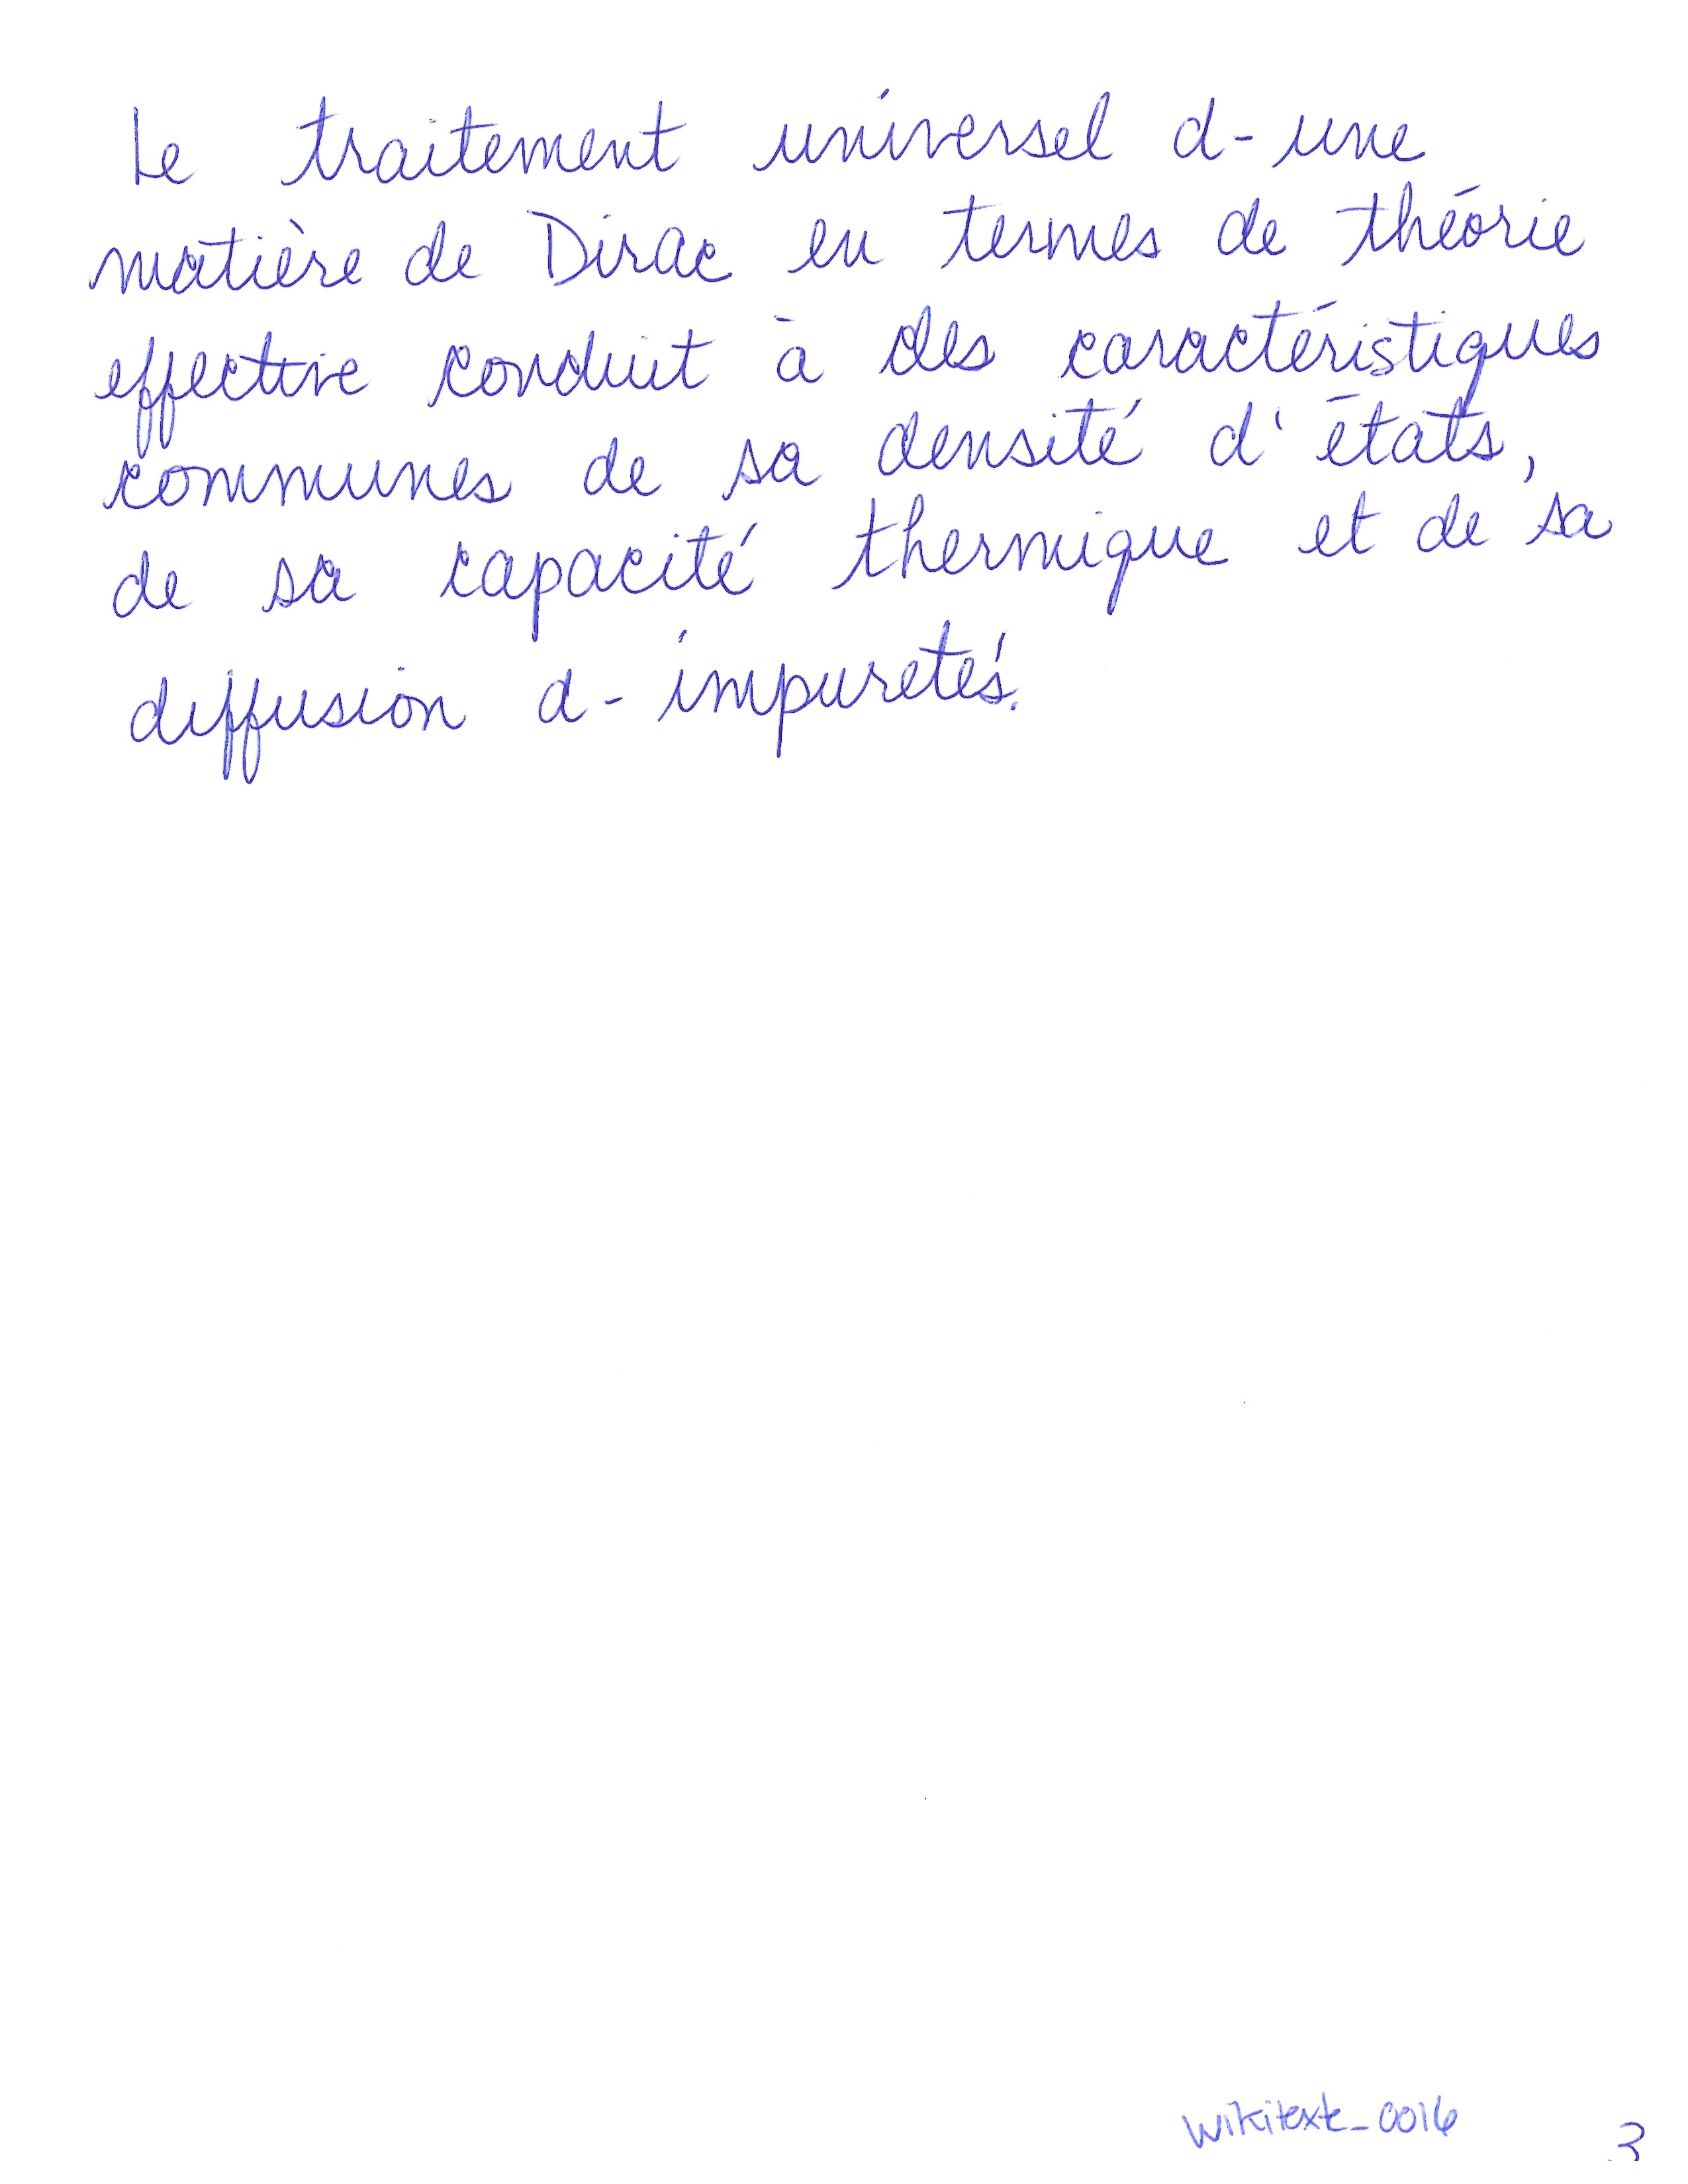 Le traitement universel d-une
matière de Dirac en termes de théorie
effective conduit à des caractéristiques
communes de sa densité d'états,
de sa capacité thermique et de sa
diffusion d-impuretés.
wikitexte_0016
3